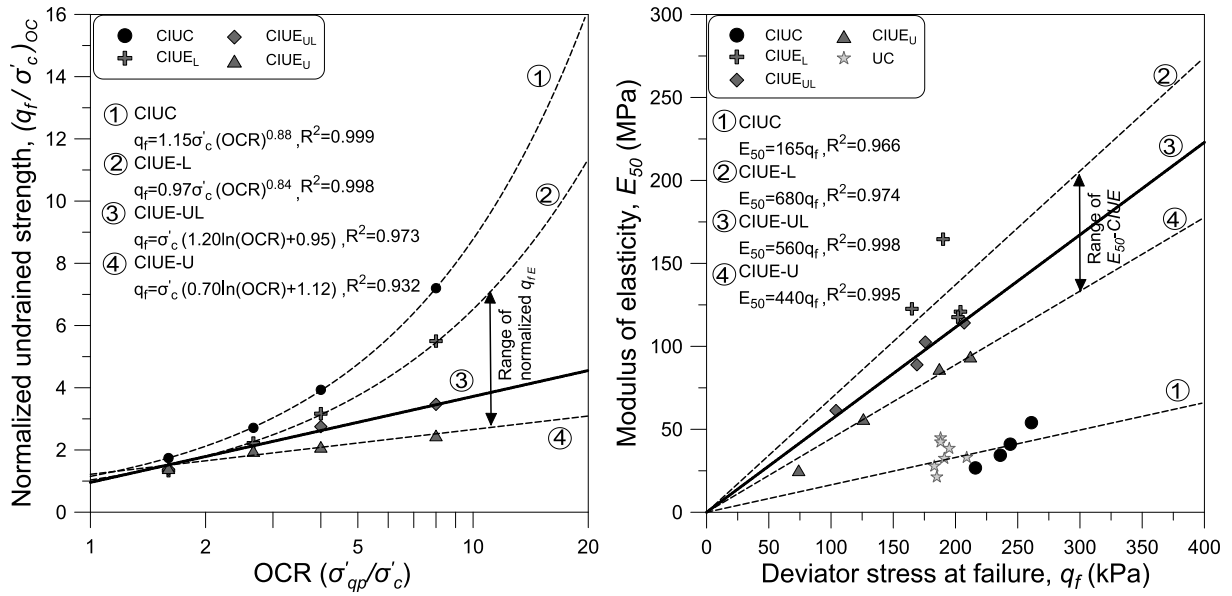 Normalized undrained strength, (q_f/σ'_c)_OC
16
14
12
10
8
6
4
2
0
CIUC
CIUE_L
CIUE_UL
CIUE_U
① CIUC
q_f=1.15σ'_c (OCR)^0.88 ,R²=0.999
② CIUE-L
q_f=0.97σ'_c (OCR)^0.84 ,R²=0.998
③ CIUE-UL
q_f=σ'_c (1.20ln(OCR)+0.95) ,R²=0.973
④ CIUE-U
q_f=σ'_c (0.70ln(OCR)+1.12) ,R²=0.932
①
②
③
④
Range of
normalized q_fE
1 2 5 10 20
OCR (σ'_qp/σ'_c)
Modulus of elasticity, E_50 (MPa)
300
250
200
150
100
50
0
CIUC
CIUE_L
CIUE_UL
CIUE_U
UC
① CIUC
E_50=165q_f ,R²=0.966
② CIUE-L
E_50=680q_f ,R²=0.974
③ CIUE-UL
E_50=560q_f ,R²=0.998
④ CIUE-U
E_50=440q_f ,R²=0.995
②
③
④
①
Range of
E_50-CIUE
0 50 100 150 200 250 300 350 400
Deviator stress at failure, q_f (kPa)